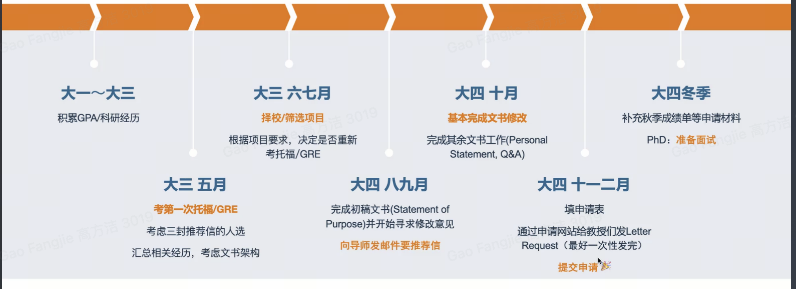 大一～大三
积累GPA/科研经历
大三 五月
考第一次托福/GRE
考虑三封推荐信的人选
汇总相关经历，考虑文书架构
大三 六七月
择校/筛选项目
根据项目要求，决定是否重新
考托福/GRE
大四 八九月
完成初稿文书(Statement of
Purpose)并开始寻求修改意见
向导师发邮件要推荐信
大四 十月
基本完成文书修改
完成其余文书工作(Personal
Statement, Q&A)
大四 十一二月
填申请表
通过申请网站给教授们发Letter
Request（最好一次性发完）
提交申请🎉
大四冬季
补充秋季成绩单等申请材料
PhD：准备面试